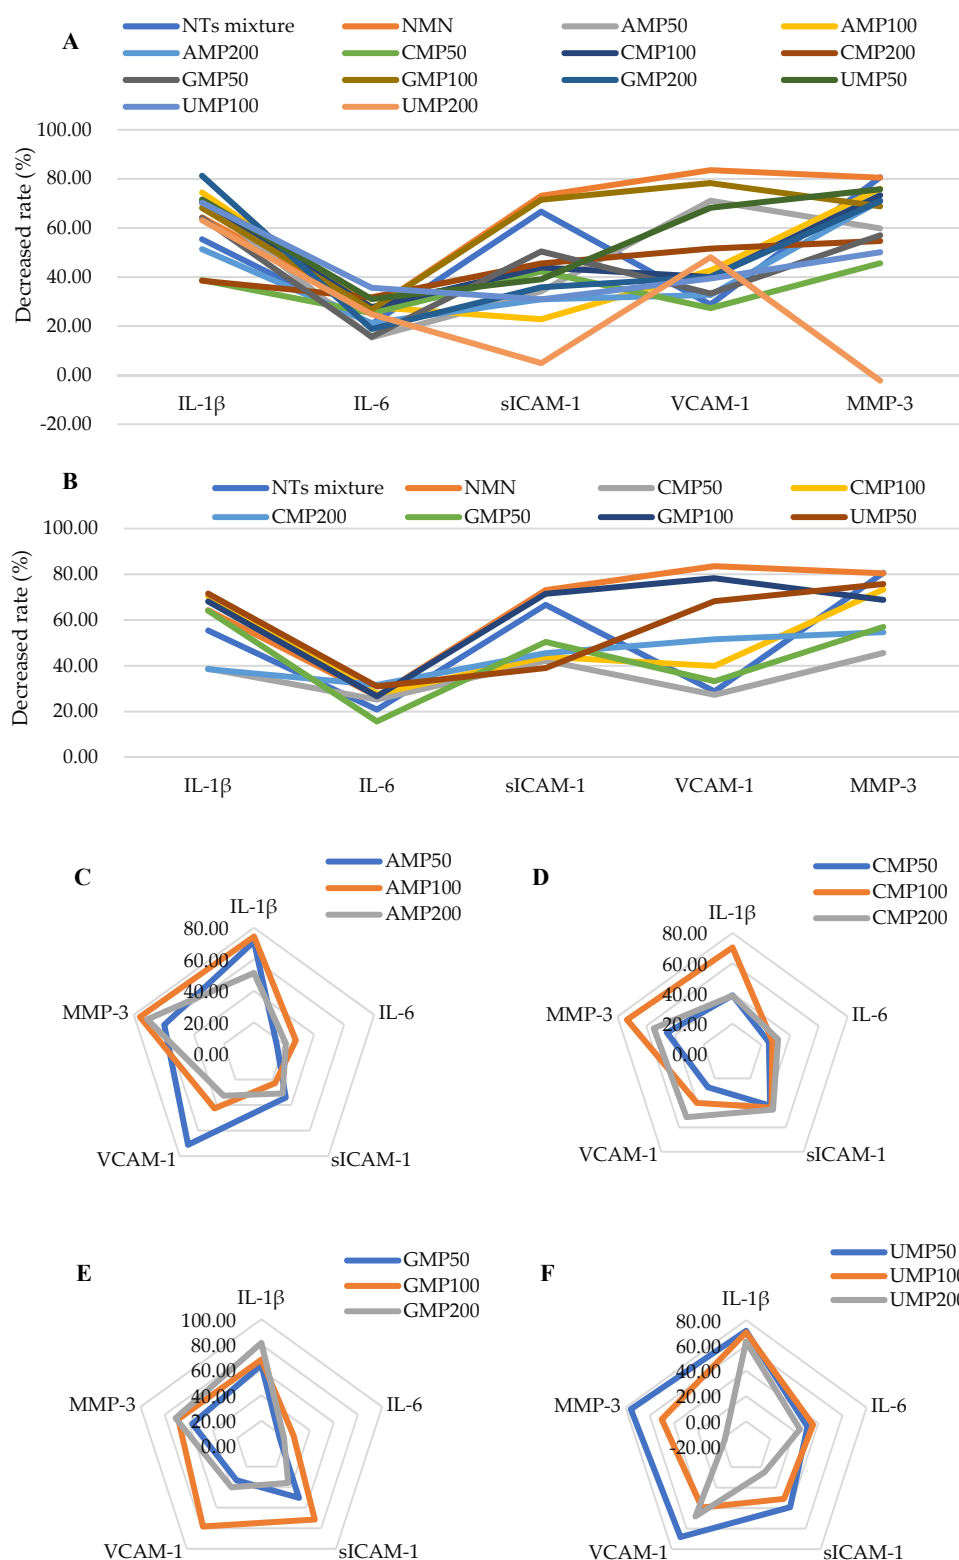 A
NTs mixture NMN AMP50 AMP100
AMP200 CMP50 CMP100 CMP200
GMP50 GMP100 GMP200 UMP50
UMP100 UMP200
Decreased rate (%)
100.00
80.00
60.00
40.00
20.00
0.00
-20.00
IL-1β IL-6 sICAM-1 VCAM-1 MMP-3
B
NTs mixture NMN CMP50 CMP100
CMP200 GMP50 GMP100 UMP50
Decreased rate (%)
100.00
80.00
60.00
40.00
20.00
0.00
IL-1β IL-6 sICAM-1 VCAM-1 MMP-3
C
AMP50
AMP100
AMP200
IL-1β
80.00
60.00
40.00
20.00
0.00
MMP-3 IL-6
VCAM-1 sICAM-1
D
CMP50
CMP100
CMP200
IL-1β
80.00
60.00
40.00
20.00
0.00
MMP-3 IL-6
VCAM-1 sICAM-1
E
GMP50
GMP100
GMP200
IL-1β
100.00
80.00
60.00
40.00
20.00
0.00
MMP-3 IL-6
VCAM-1 sICAM-1
F
UMP50
UMP100
UMP200
IL-1β
80.00
60.00
40.00
20.00
0.00
-20.00
MMP-3 IL-6
VCAM-1 sICAM-1